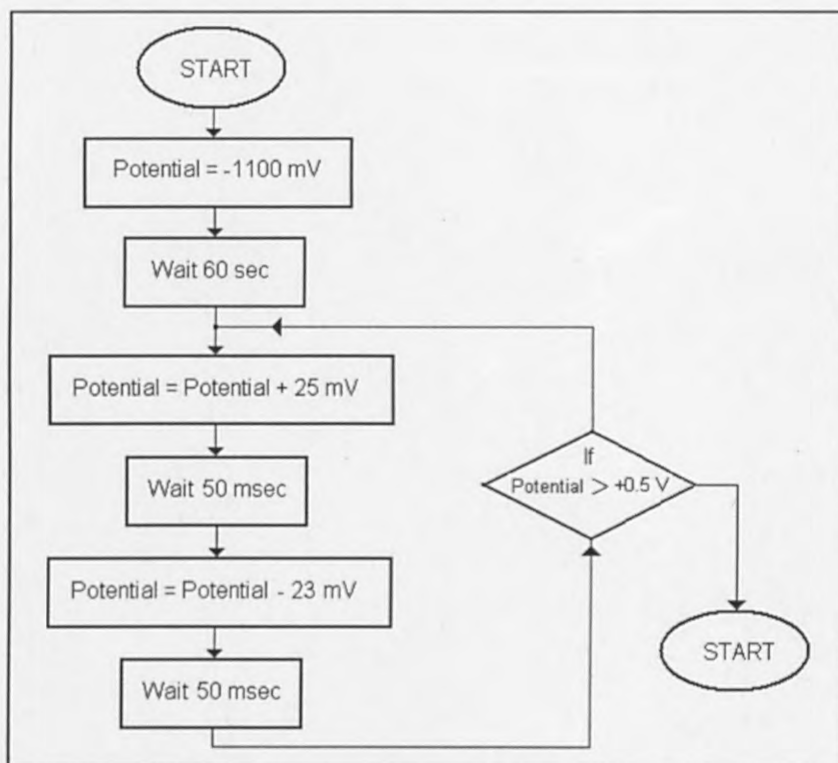 START
Potential = -1100 mV
Wait 60 sec
Potential = Potential + 25 mV
Wait 50 msec
Potential = Potential - 23 mV
Wait 50 msec
If
Potential > +0.5 V
START